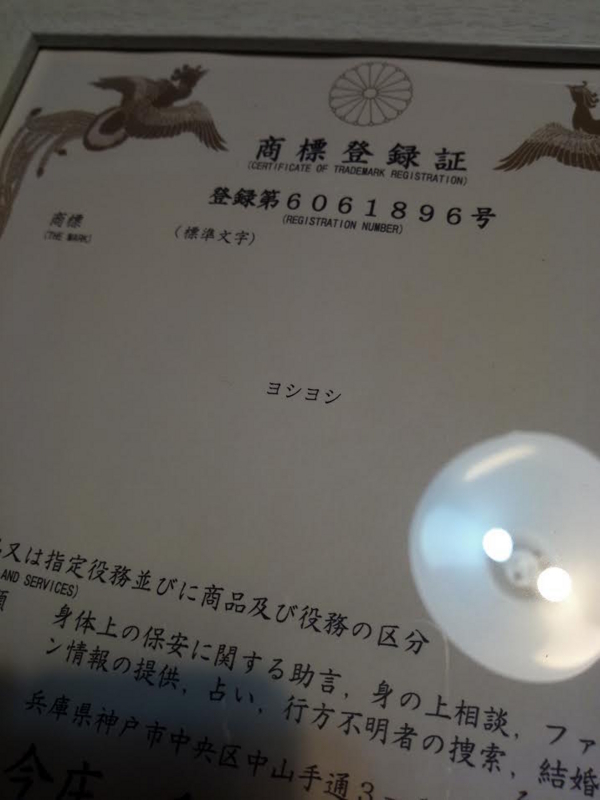 商標登録証
(CERTIFICATE OF TRADEMARK REGISTRATION)
登録第6061896号
(REGISTRATION NUMBER)
商標
(THE MARK)
(標準文字)
ヨシヨシ
又は指定役務並びに商品及び役務の区分
AND SERVICES)
身体上の保安に関する助言,身の上相談,ファ
ン情報の提供,占い,行方不明者の捜索,結婚
兵庫県神戸市中央区中山手通3
今庄